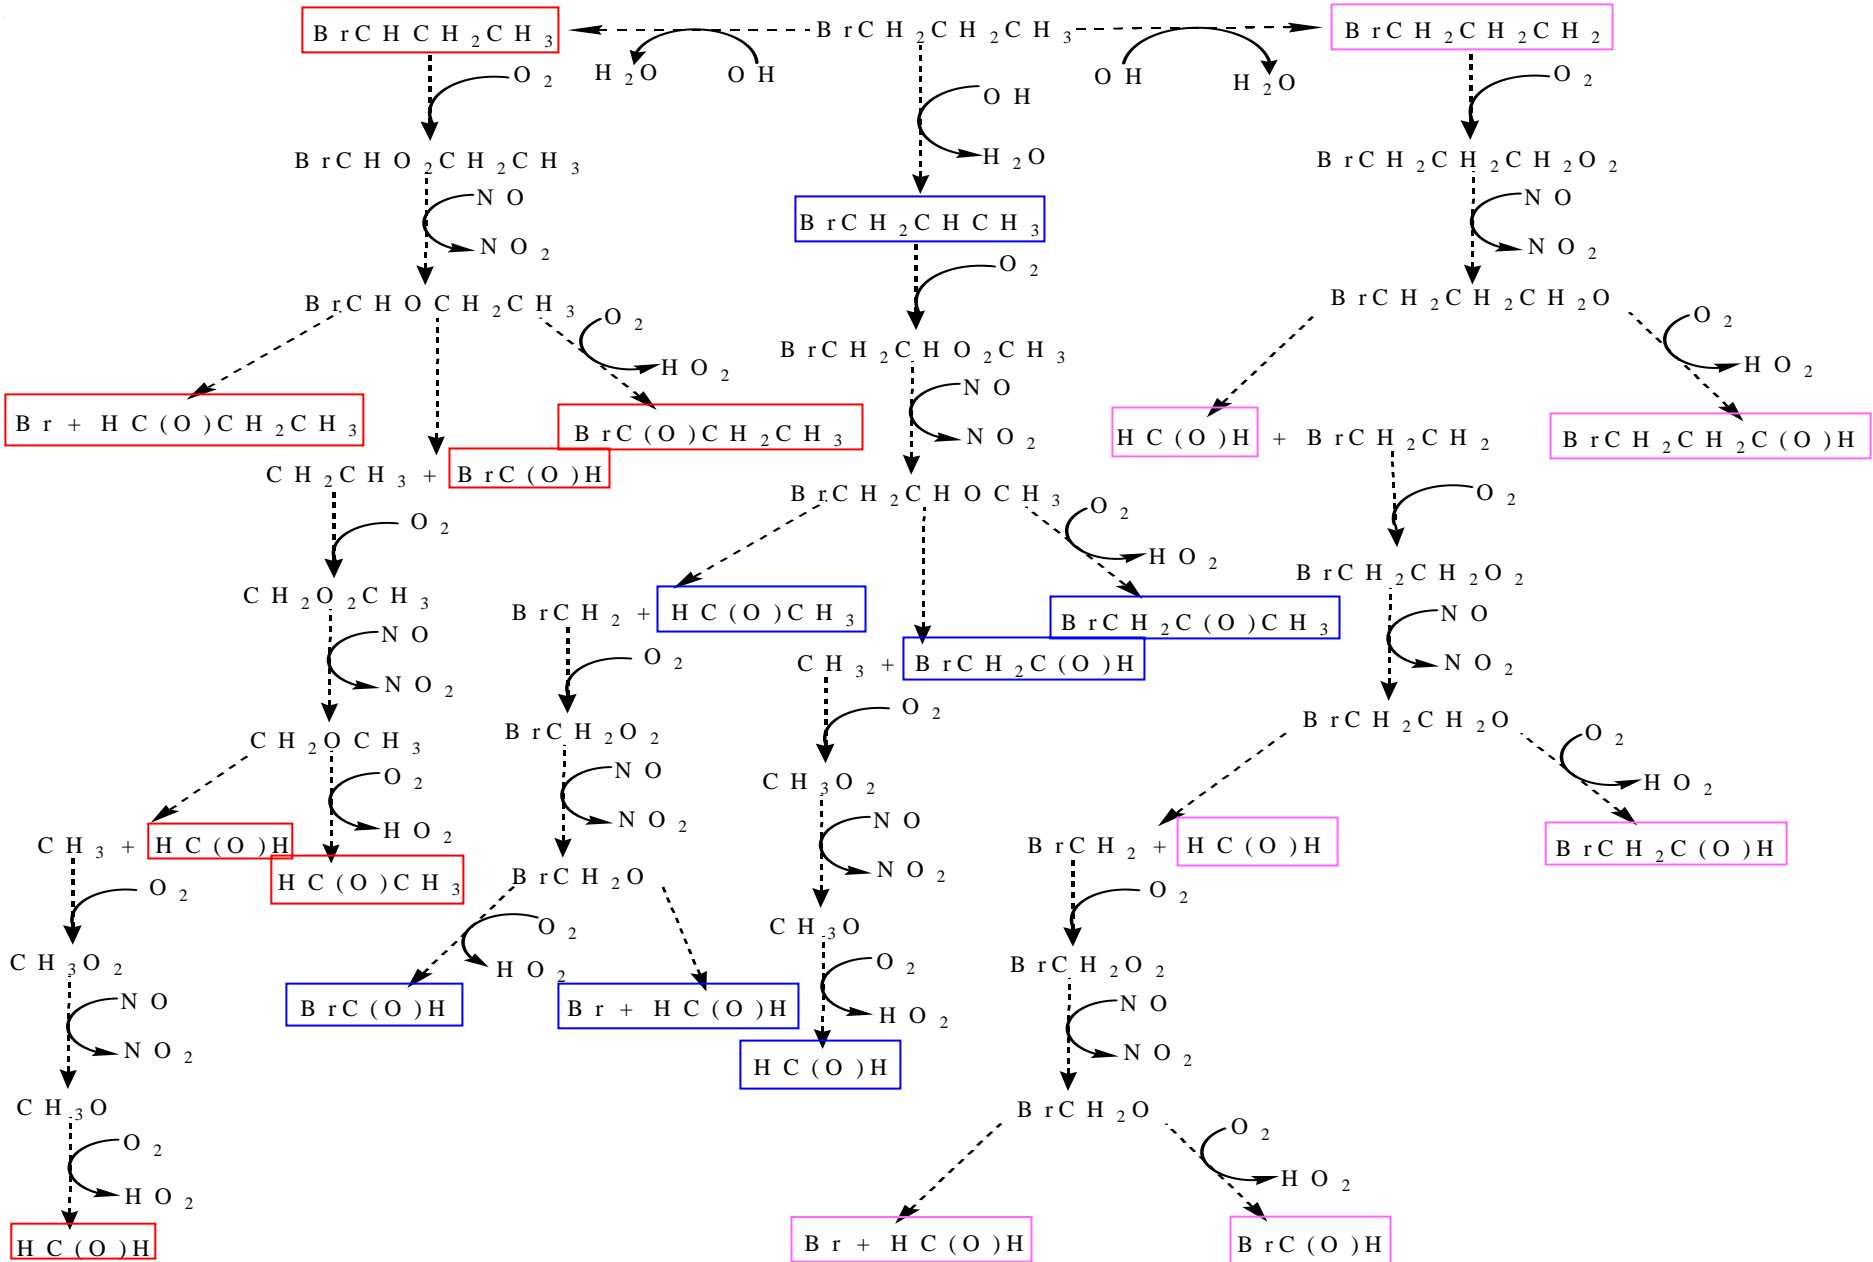 BrCHCH₂CH₃
BrCH₂CH₂CH₃
BrCH₂CH₂CH₂
H₂O
OH
OH
H₂O
O₂
OH
H₂O
O₂
BrCHO₂CH₂CH₃
BrCH₂CH₂CH₂O₂
NO
NO₂
BrCH₂CHCH₃
NO
NO₂
O₂
BrCHOCH₂CH₃
BrCH₂CH₂CH₂O
O₂
HO₂
O₂
HO₂
BrCH₂CHO₂CH₃
NO
NO₂
Br + HC(O)CH₂CH₃
BrC(O)CH₂CH₃
HC(O)H + BrCH₂CH₂
BrCH₂CH₂C(O)H
CH₂CH₃ + BrC(O)H
BrCH₂CHOCH₃
O₂
O₂
O₂
HO₂
BrCH₂CH₂O₂
CH₂O₂CH₃
BrCH₂ + HC(O)CH₃
BrCH₂C(O)CH₃
NO
NO₂
NO
NO₂
CH₃ + BrCH₂C(O)H
O₂
O₂
BrCH₂CH₂O
CH₂OCH₃
BrCH₂O₂
O₂
HO₂
O₂
HO₂
NO
NO₂
CH₃O₂
NO
NO₂
CH₃ + HC(O)H
HC(O)CH₃
BrCH₂ + HC(O)H
BrCH₂C(O)H
O₂
BrCH₂O
O₂
CH₃O
O₂
HO₂
O₂
HO₂
CH₃O₂
BrCH₂O₂
NO
NO₂
BrC(O)H
Br + HC(O)H
NO
NO₂
HC(O)H
CH₃O
BrCH₂O
O₂
HO₂
O₂
HO₂
HC(O)H
Br + HC(O)H
BrC(O)H